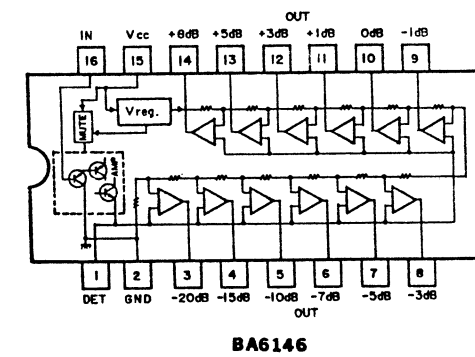 OUT
IN Vcc +8dB +5dB +3dB +1dB 0dB -1dB
16 15 14 13 12 11 10 9
Vreg.
MUTE
AMP
1 2 3 4 5 6 7 8
DET GND -20dB -15dB -10dB -7dB -5dB -3dB
OUT
BA6146